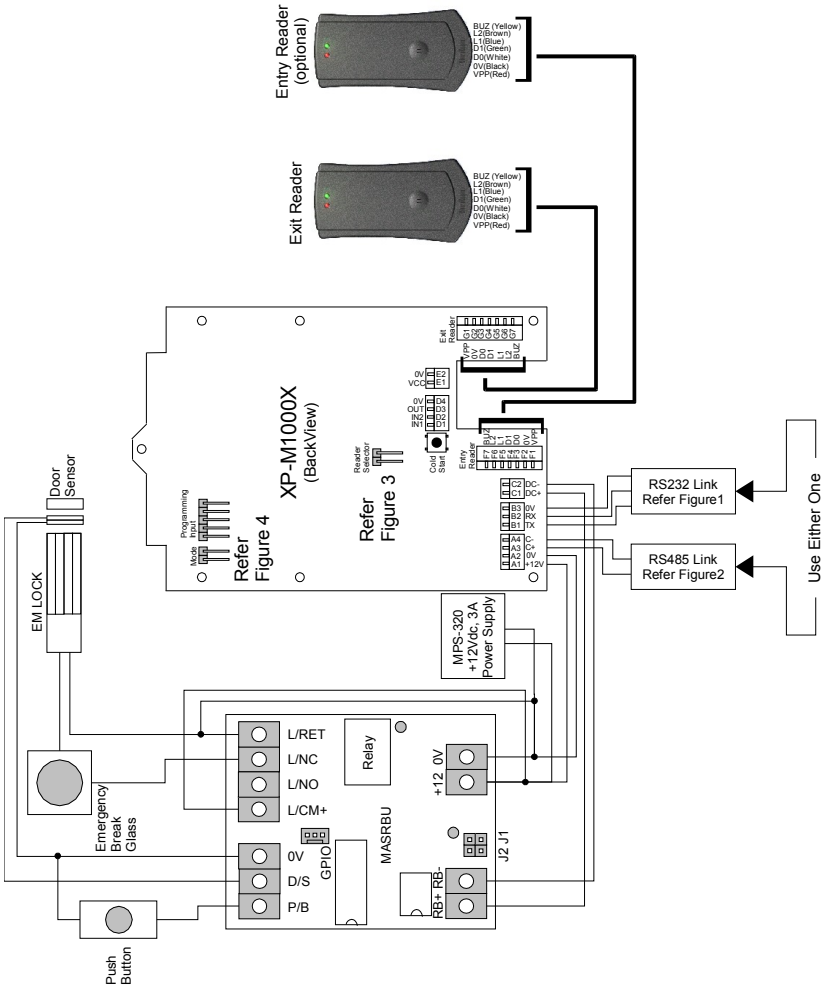 Entry Reader
(optional)
BUZ (Yellow)
L2(Brown)
L1(Blue)
D1(Green)
D0(White)
0V(Black)
VPP(Red)
Exit Reader
BUZ (Yellow)
L2(Brown)
L1(Blue)
D1(Green)
D0(White)
0V(Black)
VPP(Red)
XP-M1000X
(BackView)
Mode
Programming
Input
Refer
Figure 4
Reader
Selector
Refer
Figure 3
Cold
Start
0V
VCC
E2
E1
0V
OUT
IN2
IN1
D4
D3
D2
D1
Exit
Reader
G1
G2
G3
G4
G5
G6
G7
VPP
0V
D0
D1
L1
L2
BUZ
Entry
Reader
F7
F6
F5
F4
F3
F2
F1
BUZ
L2
L1
D1
D0
0V
VPP
C2 DC-
C1 DC+
B3 0V
B2 RX
B1 TX
A4 C-
A3 C+
A2 0V
A1 +12V
Door
Sensor
EM LOCK
Emergency
Break
Glass
Push
Button
MPS-320
+12Vdc, 3A
Power Supply
L/RET
L/NC
L/NO
L/CM+
0V
D/S
P/B
Relay
GPIO
MASRBU
+12 0V
J2 J1
RB+ RB-
RS232 Link
Refer Figure1
RS485 Link
Refer Figure2
Use Either One